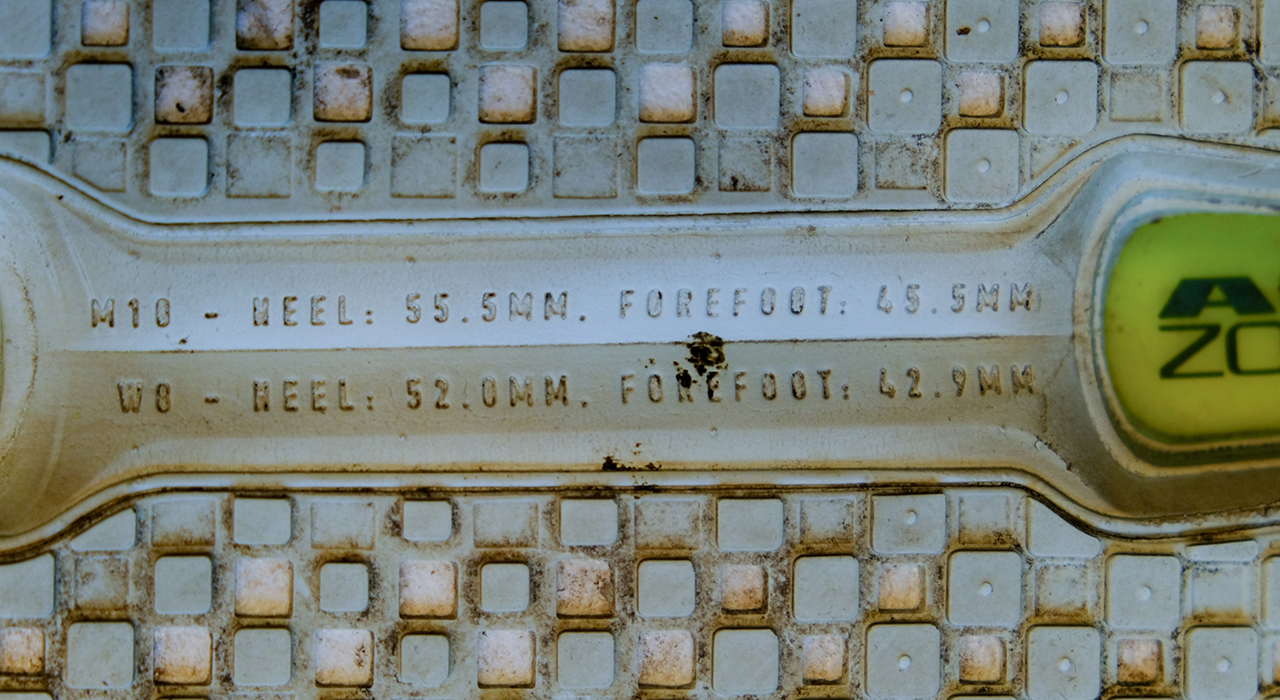 M10 - HEEL: 55.5MM. FOREFOOT: 45.5MM
W8 - HEEL: 52.0MM. FOREFOOT: 42.9MM